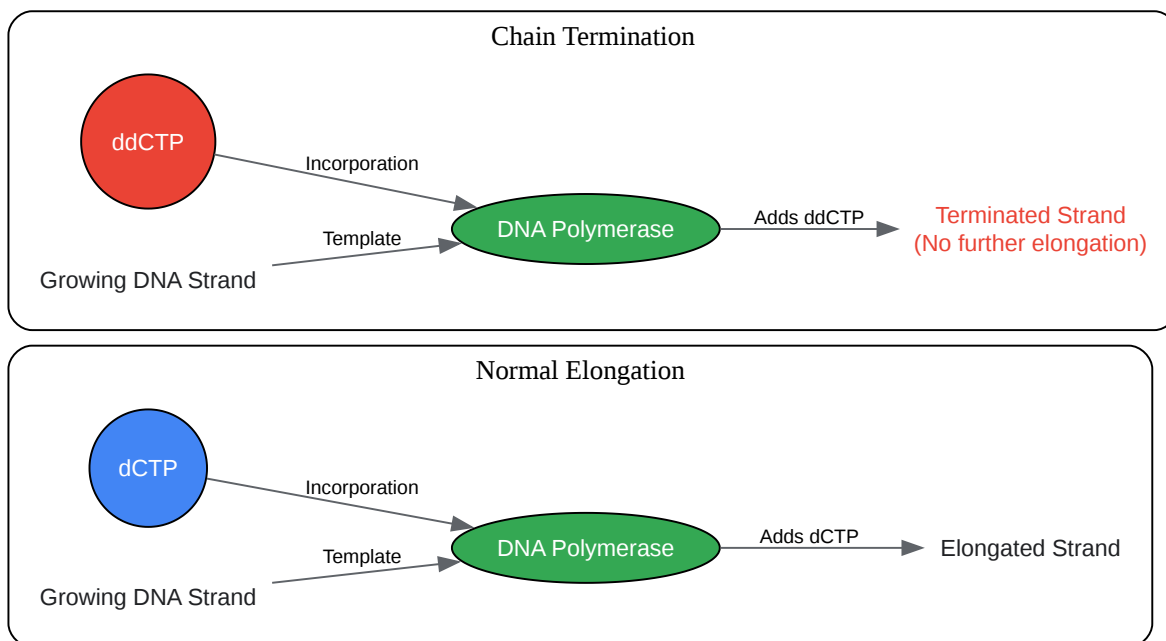 Chain Termination
ddCTP
Incorporation
DNA Polymerase
Adds ddCTP
Terminated Strand
(No further elongation)
Template
Growing DNA Strand
Normal Elongation
dCTP
Incorporation
DNA Polymerase
Adds dCTP
Elongated Strand
Template
Growing DNA Strand